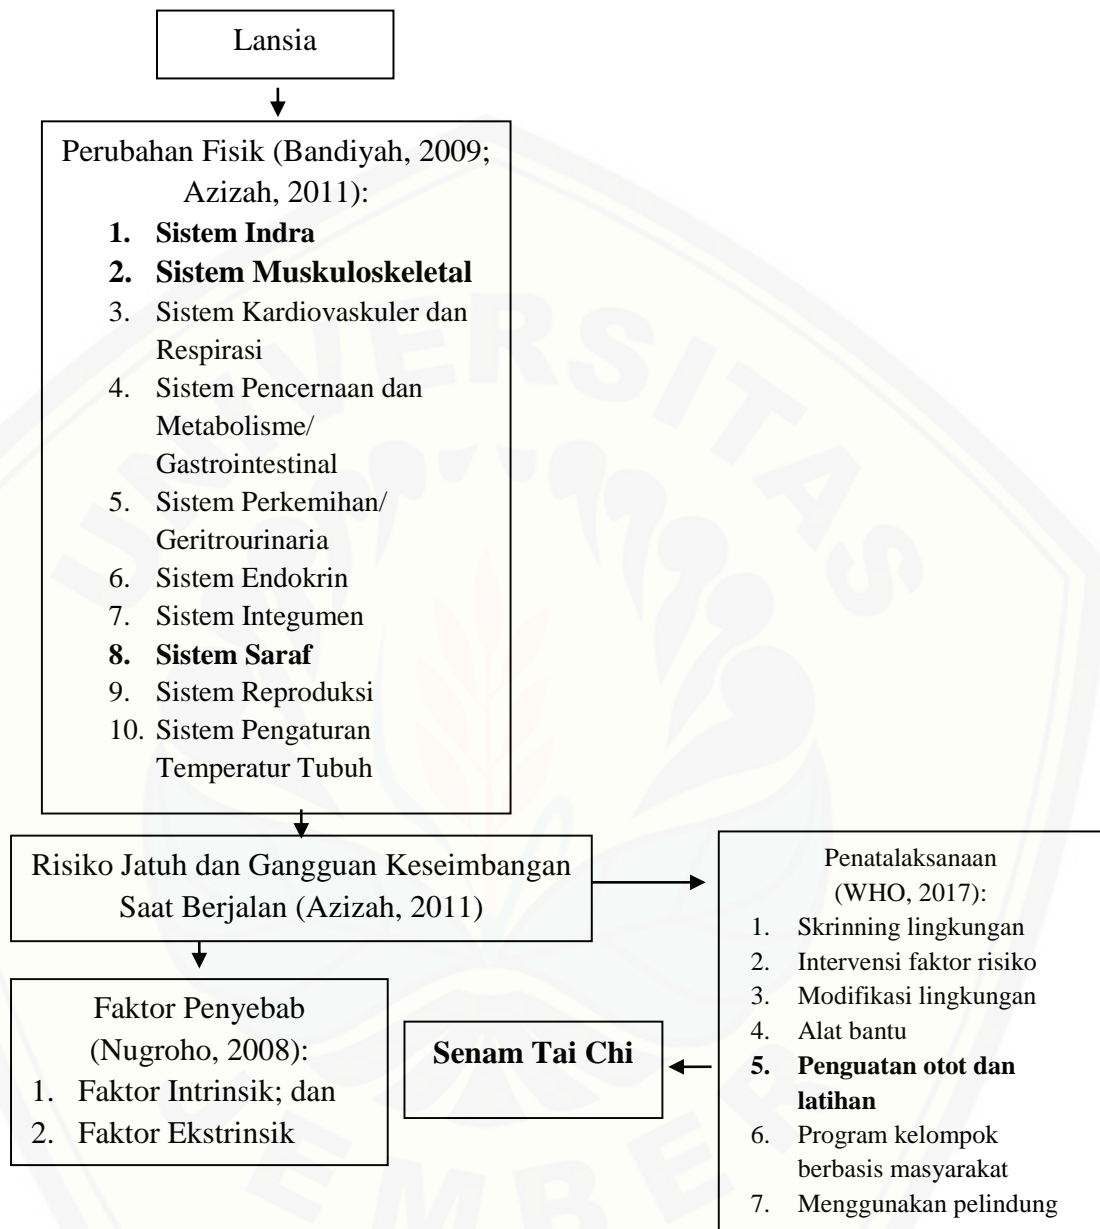 Lansia
Perubahan Fisik (Bandiyah, 2009;
Azizah, 2011):
1. Sistem Indra
2. Sistem Muskuloskeletal
3. Sistem Kardiovaskuler dan
Respirasi
4. Sistem Pencernaan dan
Metabolisme/
Gastrointestinal
5. Sistem Perkemihan/
Geritrourinaria
6. Sistem Endokrin
7. Sistem Integumen
8. Sistem Saraf
9. Sistem Reproduksi
10. Sistem Pengaturan
Temperatur Tubuh
Risiko Jatuh dan Gangguan Keseimbangan
Saat Berjalan (Azizah, 2011)
Faktor Penyebab
(Nugroho, 2008):
1. Faktor Intrinsik; dan
2. Faktor Ekstrinsik
Senam Tai Chi
Penatalaksanaan
(WHO, 2017):
1. Skrinning lingkungan
2. Intervensi faktor risiko
3. Modifikasi lingkungan
4. Alat bantu
5. Penguatan otot dan
latihan
6. Program kelompok
berbasis masyarakat
7. Menggunakan pelindung
UNIVERSITAS
EMBER